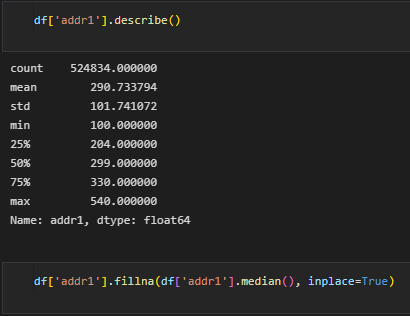 df['addr1'].describe()
count    524834.000000
mean        290.733794
std         101.741072
min         100.000000
25%         204.000000
50%         299.000000
75%         330.000000
max         540.000000
Name: addr1, dtype: float64
df['addr1'].fillna(df['addr1'].median(), inplace=True)